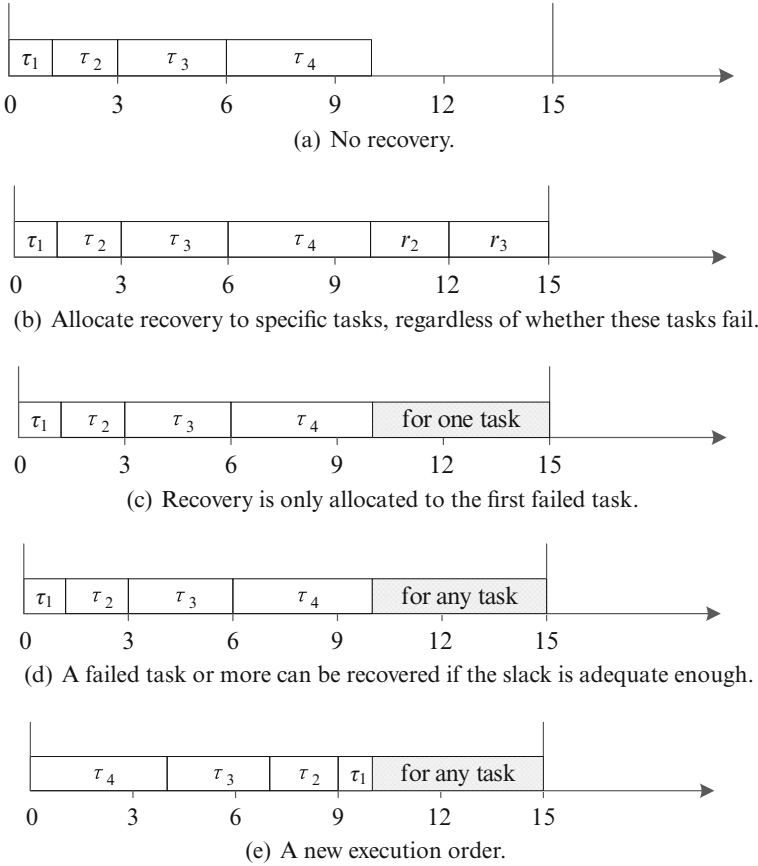 τ1 τ2 τ3 τ4
0 3 6 9 12 15
(a) No recovery.
τ1 τ2 τ3 τ4 r2 r3
0 3 6 9 12 15
(b) Allocate recovery to specific tasks, regardless of whether these tasks fail.
τ1 τ2 τ3 τ4 for one task
0 3 6 9 12 15
(c) Recovery is only allocated to the first failed task.
τ1 τ2 τ3 τ4 for any task
0 3 6 9 12 15
(d) A failed task or more can be recovered if the slack is adequate enough.
τ4 τ3 τ2 τ1 for any task
0 3 6 9 12 15
(e) A new execution order.